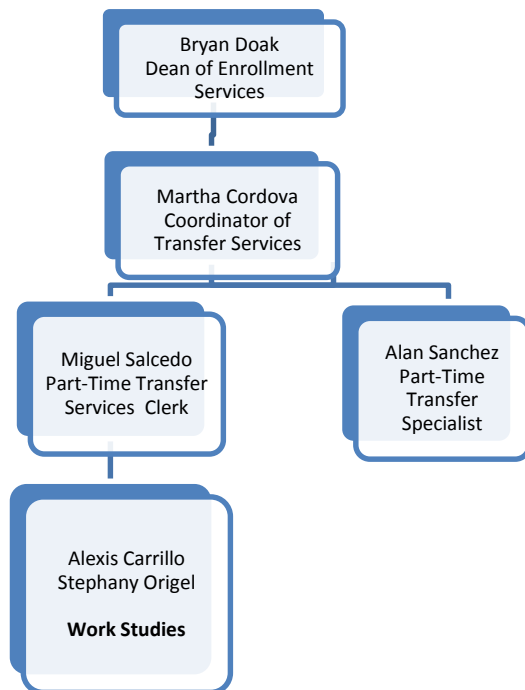 Bryan Doak
Dean of Enrollment
Services
Martha Cordova
Coordinator of
Transfer Services
Miguel Salcedo
Part-Time Transfer
Services Clerk
Alan Sanchez
Part-Time
Transfer
Specialist
Alexis Carrillo
Stephany Origel
Work Studies